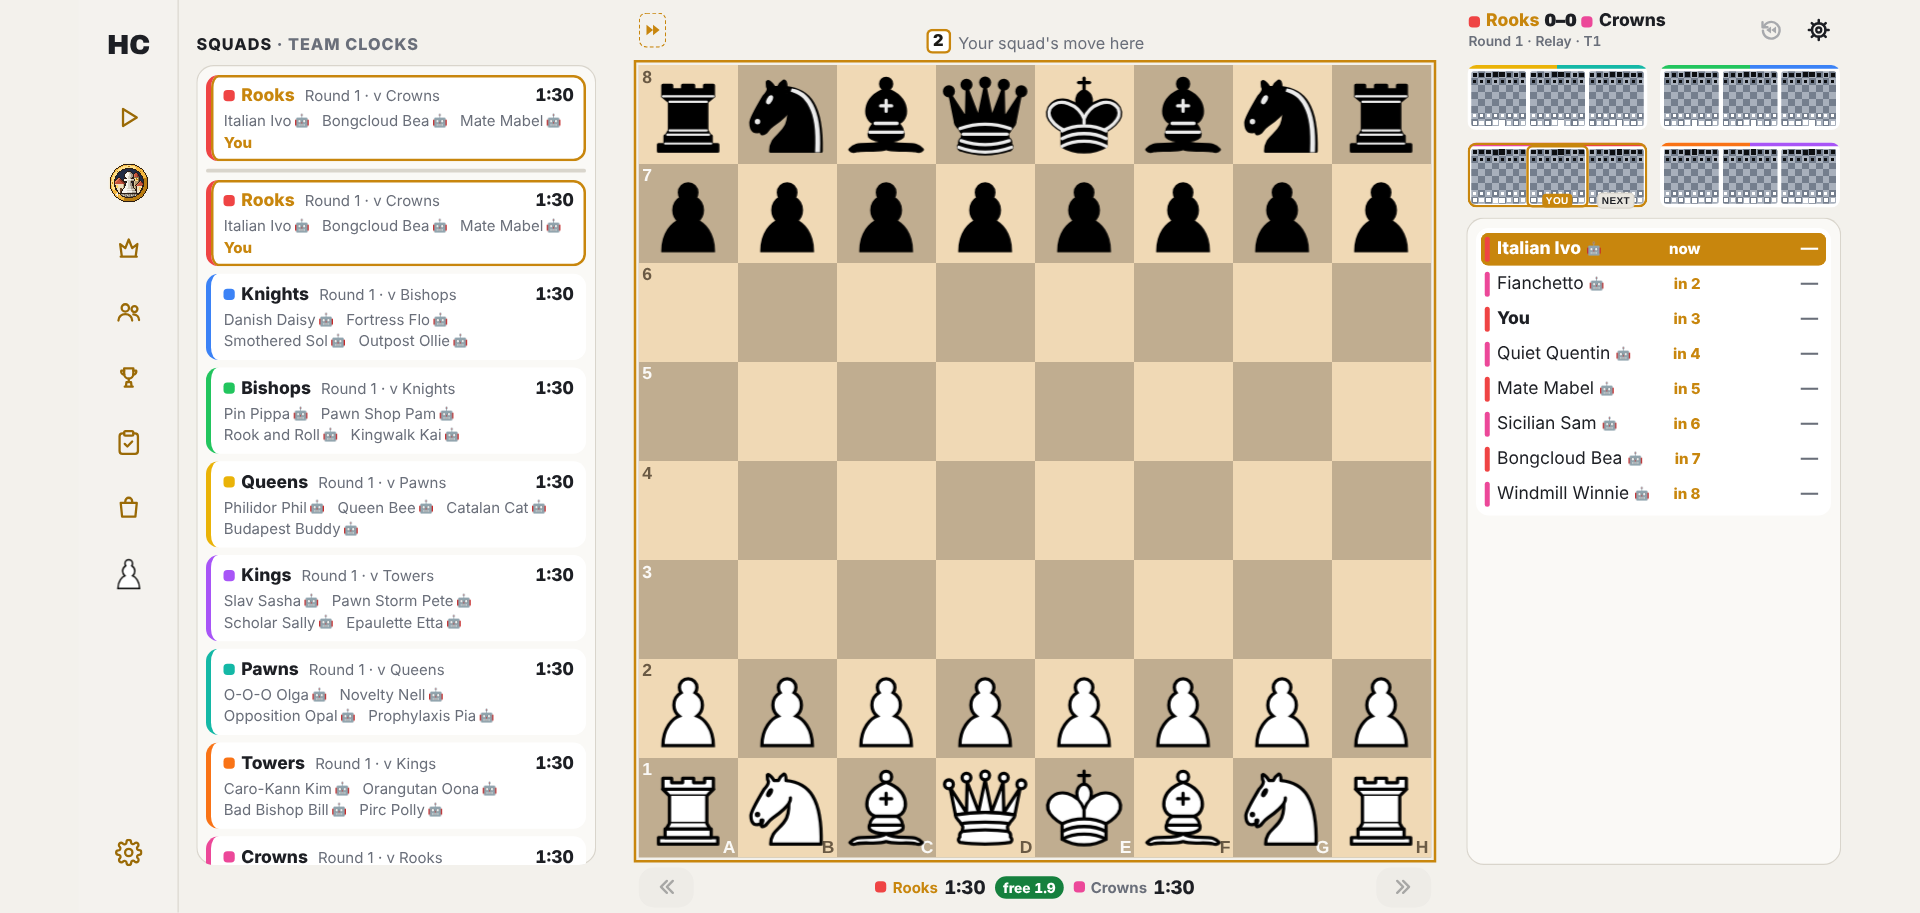 HC
SQUADS · TEAM CLOCKS
Rooks Round 1 · v Crowns 1:30
Italian Ivo Bongcloud Bea Mate Mabel
You
Rooks Round 1 · v Crowns 1:30
Italian Ivo Bongcloud Bea Mate Mabel
You
Knights Round 1 · v Bishops 1:30
Danish Daisy Fortress Flo
Smothered Sol Outpost Ollie
Bishops Round 1 · v Knights 1:30
Pin Pippa Pawn Shop Pam
Rook and Roll Kingwalk Kai
Queens Round 1 · v Pawns 1:30
Philidor Phil Queen Bee Catalan Cat
Budapest Buddy
Kings Round 1 · v Towers 1:30
Slav Sasha Pawn Storm Pete
Scholar Sally Epaulette Etta
Pawns Round 1 · v Queens 1:30
O-O-O Olga Novelty Nell
Opposition Opal Prophylaxis Pia
Towers Round 1 · v Kings 1:30
Caro-Kann Kim Orangutan Oona
Bad Bishop Bill Pirc Polly
Crowns Round 1 · v Rooks 1:30
2 Your squad's move here
8
7
6
5
4
3
2
1
A B C D E F G H
Rooks 1:30 free 1.9 Crowns 1:30
Rooks 0–0 Crowns
Round 1 · Relay · T1
YOU NEXT
Italian Ivo now —
Fianchetto in 2 —
You in 3 —
Quiet Quentin in 4 —
Mate Mabel in 5 —
Sicilian Sam in 6 —
Bongcloud Bea in 7 —
Windmill Winnie in 8 —